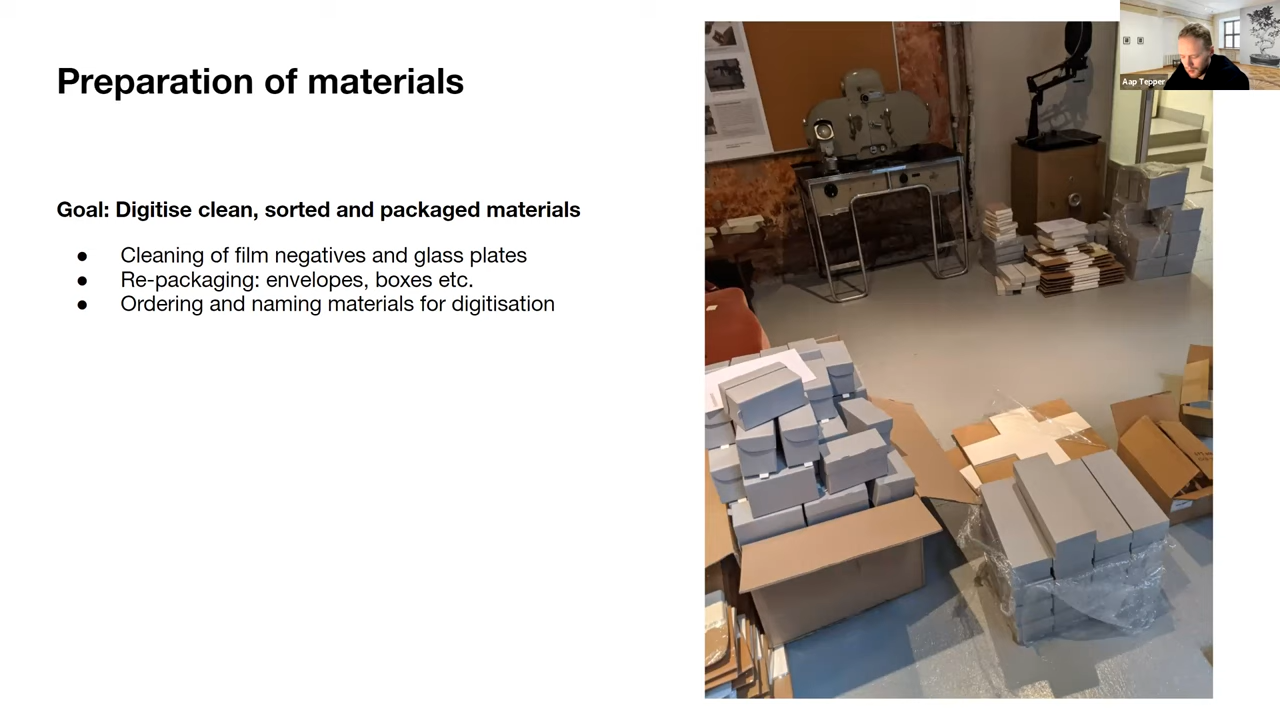 Preparation of materials
Aap Tepper
Goal: Digitise clean, sorted and packaged materials
● Cleaning of film negatives and glass plates
● Re-packaging: envelopes, boxes etc.
● Ordering and naming materials for digitisation